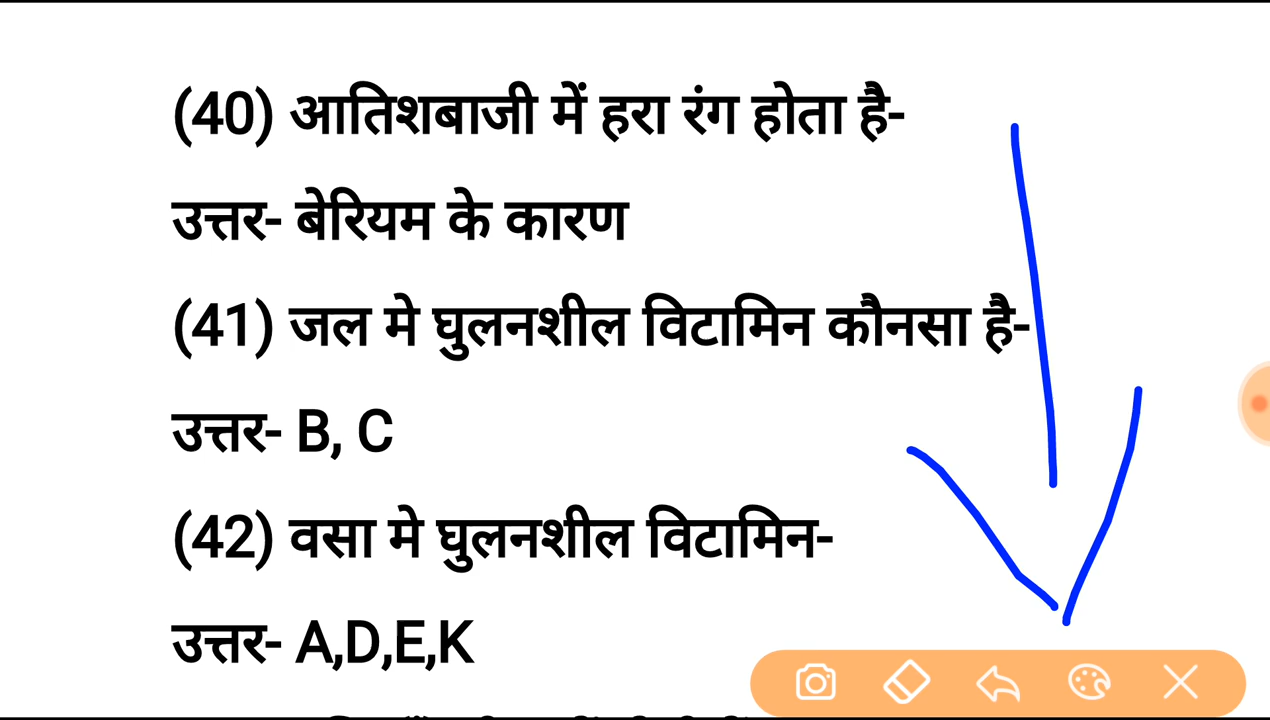 (40) आतिशबाजी में हरा रंग होता है-
उत्तर- बेरियम के कारण
(41) जल मे घुलनशील विटामिन कौनसा है-
उत्तर- B, C
(42) वसा मे घुलनशील विटामिन-
उत्तर- A,D,E,K